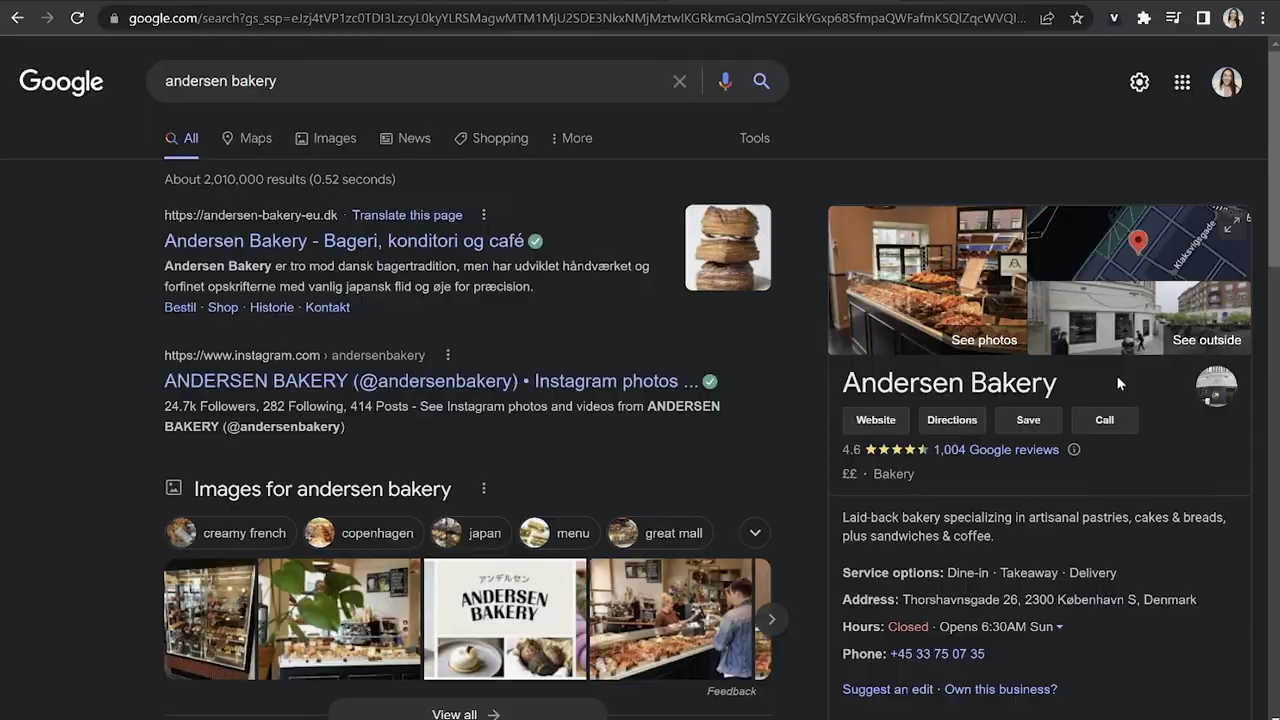 google.com/search?gs_ssp=
Google
andersen bakery
All
Maps
Images
News
Shopping
More
Tools
About 2,010,000 results (0.52 seconds)
https://andersen-bakery-eu.dk · Translate this page
Andersen Bakery - Bageri, konditori og café
Andersen Bakery er tro mod dansk bagertradition, men har udviklet håndværket og
forfinet opskrifterne med vanlig japansk flid og øje for præcision.
Bestil · Shop · Historie · Kontakt
https://www.instagram.com › andersenbakery
ANDERSEN BAKERY (@andersenbakery) • Instagram photos ...
24.7k Followers, 282 Following, 414 Posts - See Instagram photos and videos from ANDERSEN
BAKERY (@andersenbakery)
Images for andersen bakery
creamy french
copenhagen
japan
menu
great mall
アンデルセン
ANDERSEN
BAKERY
Feedback
View all
Klaksvigsgade
See photos
See outside
Andersen Bakery
Website
Directions
Save
Call
4.6
1,004 Google reviews
££ · Bakery
Laid-back bakery specializing in artisanal pastries, cakes & breads,
plus sandwiches & coffee.
Service options: Dine-in · Takeaway · Delivery
Address: Thorshavnsgade 26, 2300 København S, Denmark
Hours: Closed · Opens 6:30AM Sun
Phone: +45 33 75 07 35
Suggest an edit · Own this business?